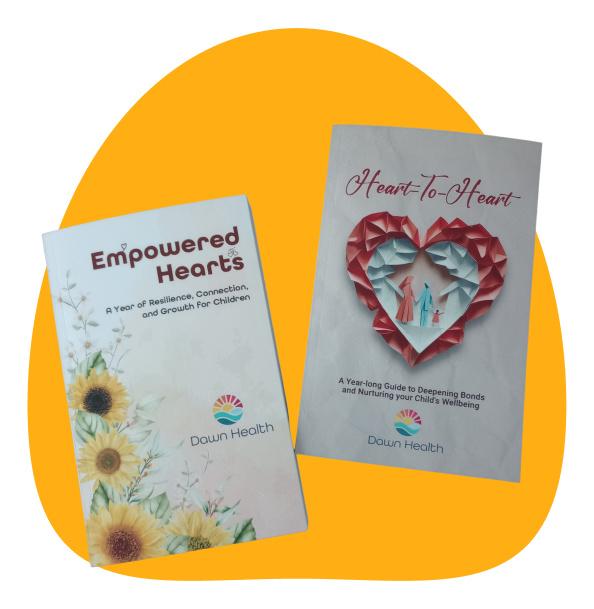 Empowered
Hearts
A Year of Resilience, Connection,
and Growth for Children
Dawn Health
Heart-To-Heart
A Year-long Guide to Deepening Bonds
and Nurturing your Child's Wellbeing
Dawn Health